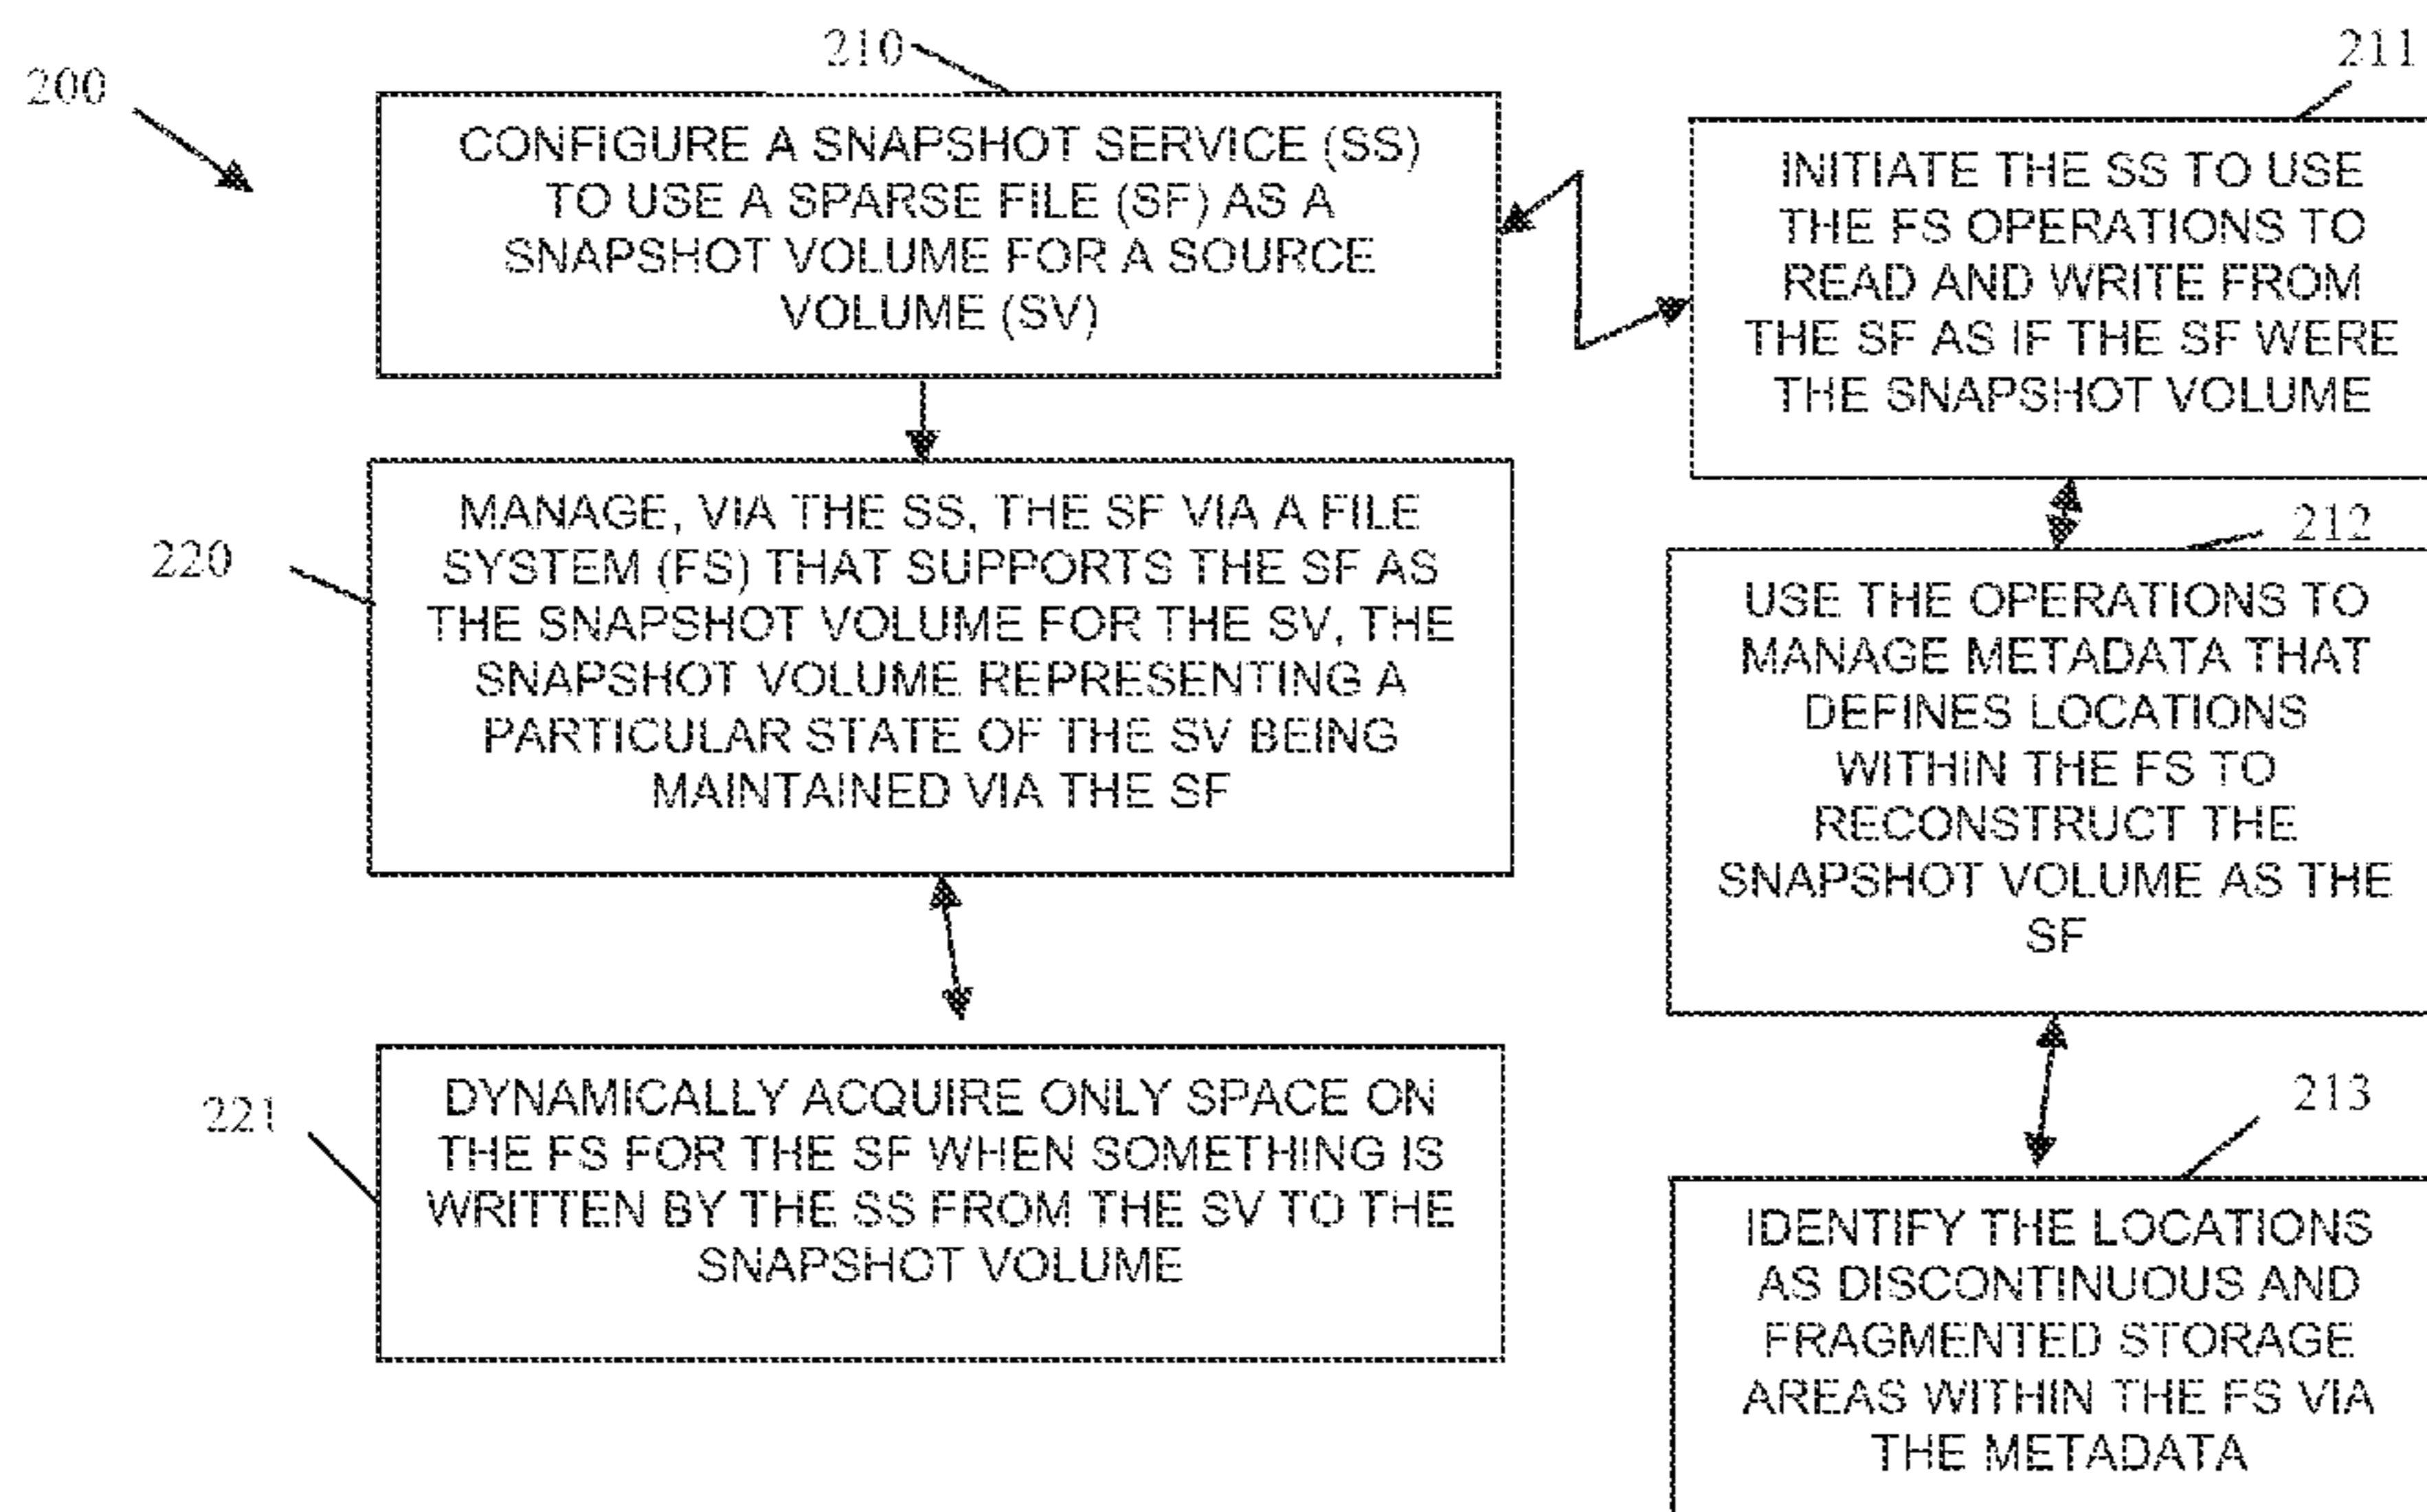 200
210
CONFIGURE A SNAPSHOT SERVICE (SS)
TO USE A SPARSE FILE (SF) AS A
SNAPSHOT VOLUME FOR A SOURCE
VOLUME (SV)
211
INITIATE THE SS TO USE
THE FS OPERATIONS TO
READ AND WRITE FROM
THE SF AS IF THE SF WERE
THE SNAPSHOT VOLUME
220
MANAGE, VIA THE SS, THE SF VIA A FILE
SYSTEM (FS) THAT SUPPORTS THE SF AS
THE SNAPSHOT VOLUME FOR THE SV, THE
SNAPSHOT VOLUME REPRESENTING A
PARTICULAR STATE OF THE SV BEING
MAINTAINED VIA THE SF
212
USE THE OPERATIONS TO
MANAGE METADATA THAT
DEFINES LOCATIONS
WITHIN THE FS TO
RECONSTRUCT THE
SNAPSHOT VOLUME AS THE
SF
221
DYNAMICALLY ACQUIRE ONLY SPACE ON
THE FS FOR THE SF WHEN SOMETHING IS
WRITTEN BY THE SS FROM THE SV TO THE
SNAPSHOT VOLUME
213
IDENTIFY THE LOCATIONS
AS DISCONTINUOUS AND
FRAGMENTED STORAGE
AREAS WITHIN THE FS VIA
THE METADATA